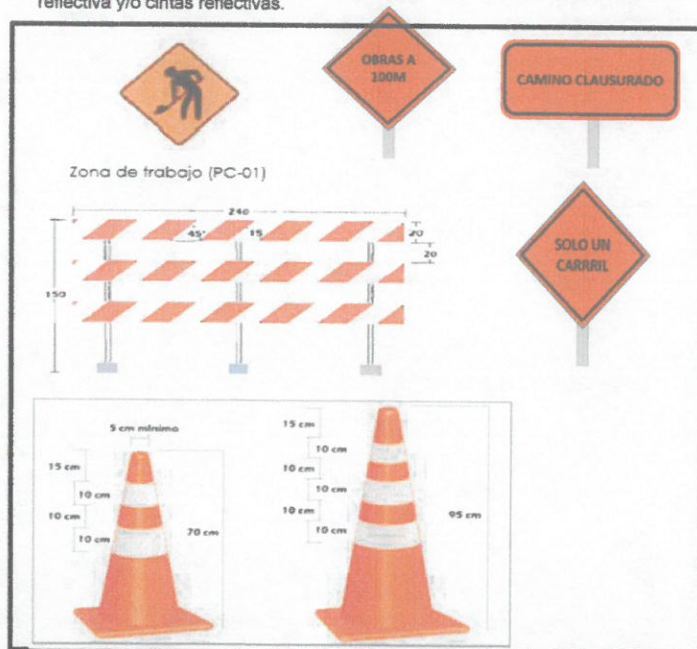 reflectiva y/o cintas reflectivas.
OBRAS A
100M
CAMINO CLAUSURADO
Zona de trabajo (PC-01)
240
45°
15
20
20
150
SOLO UN
CARRRIL
5 cm mínimo
15 cm
10 cm
10 cm
10 cm
70 cm
15 cm
10 cm
10 cm
10 cm
10 cm
10 cm
95 cm